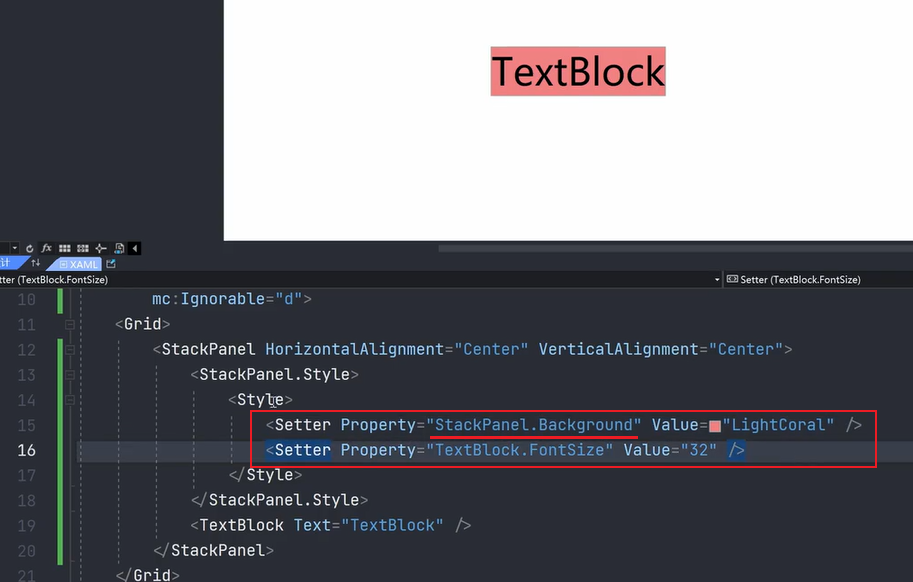 TextBlock
fx
计 XAML
tter (TextBlock.FontSize) Setter (TextBlock.FontSize)
10 mc:Ignorable="d">
11 <Grid>
12 <StackPanel HorizontalAlignment="Center" VerticalAlignment="Center">
13 <StackPanel.Style>
14 <Style>
15 <Setter Property="StackPanel.Background" Value="LightCoral" />
16 <Setter Property="TextBlock.FontSize" Value="32" />
17 </Style>
18 </StackPanel.Style>
19 <TextBlock Text="TextBlock" />
20 </StackPanel>
21 </Grid>